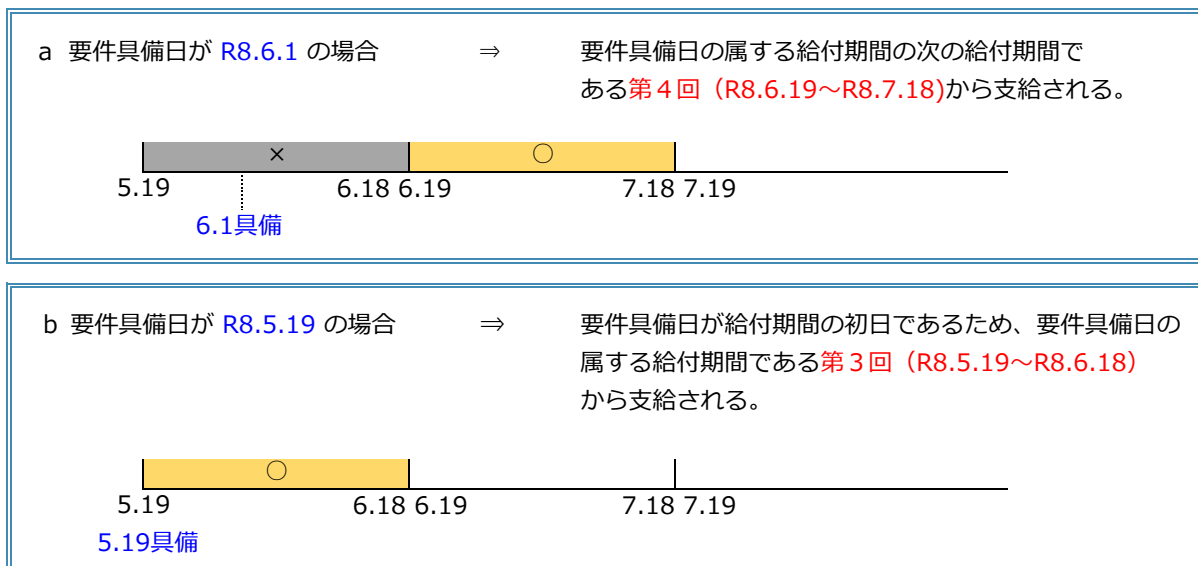 a 要件具備日が R8.6.1 の場合 ⇒ 要件具備日の属する給付期間の次の給付期間で
ある第４回（R8.6.19～R8.7.18)から支給される。
× ○
5.19 6.18 6.19 7.18 7.19
6.1具備
b 要件具備日が R8.5.19 の場合 ⇒ 要件具備日が給付期間の初日であるため、要件具備日の
属する給付期間である第３回（R8.5.19～R8.6.18）
から支給される。
○
5.19 6.18 6.19 7.18 7.19
5.19具備